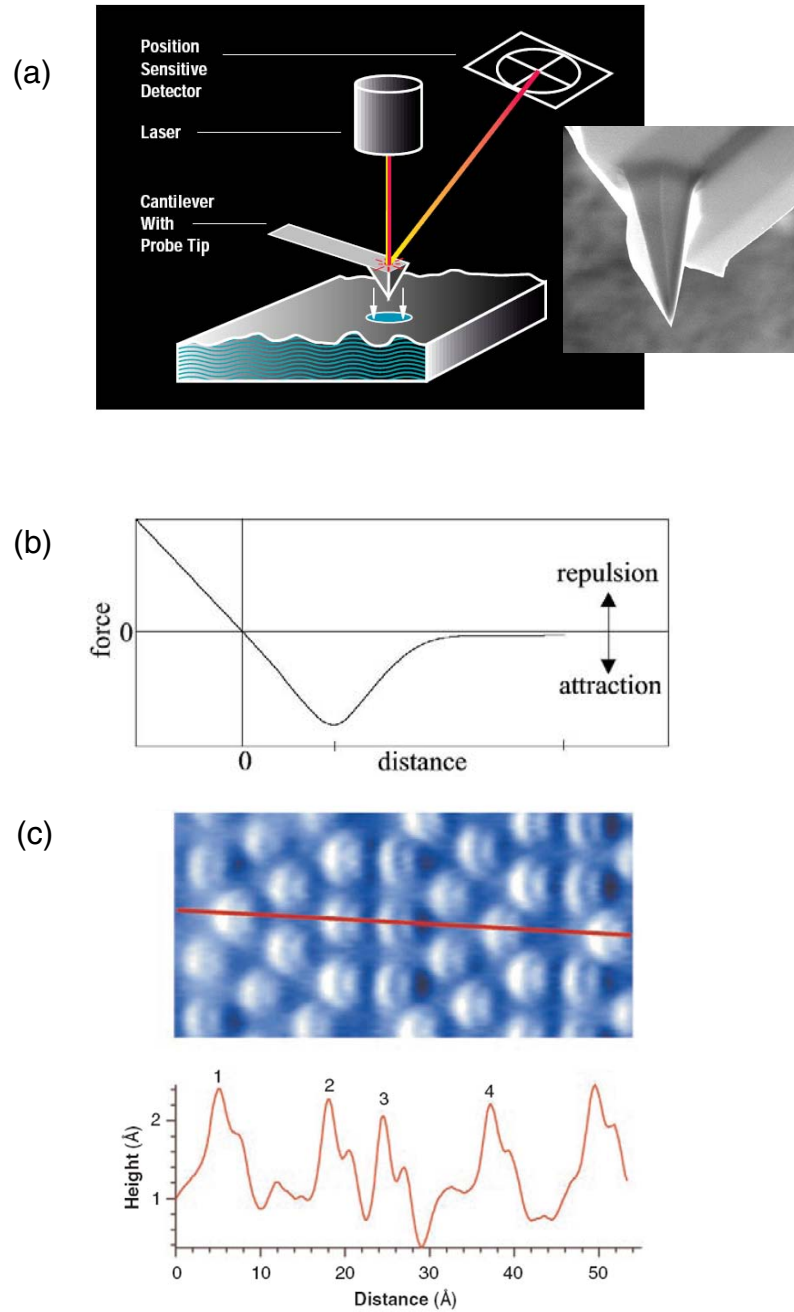 (a)
Position
Sensitive
Detector
Laser
Cantilever
With
Probe Tip
(b)
force
0
repulsion
attraction
0
distance
(c)
1
2
3
4
Height (Å)
2
1
0
10
20
30
40
50
Distance (Å)